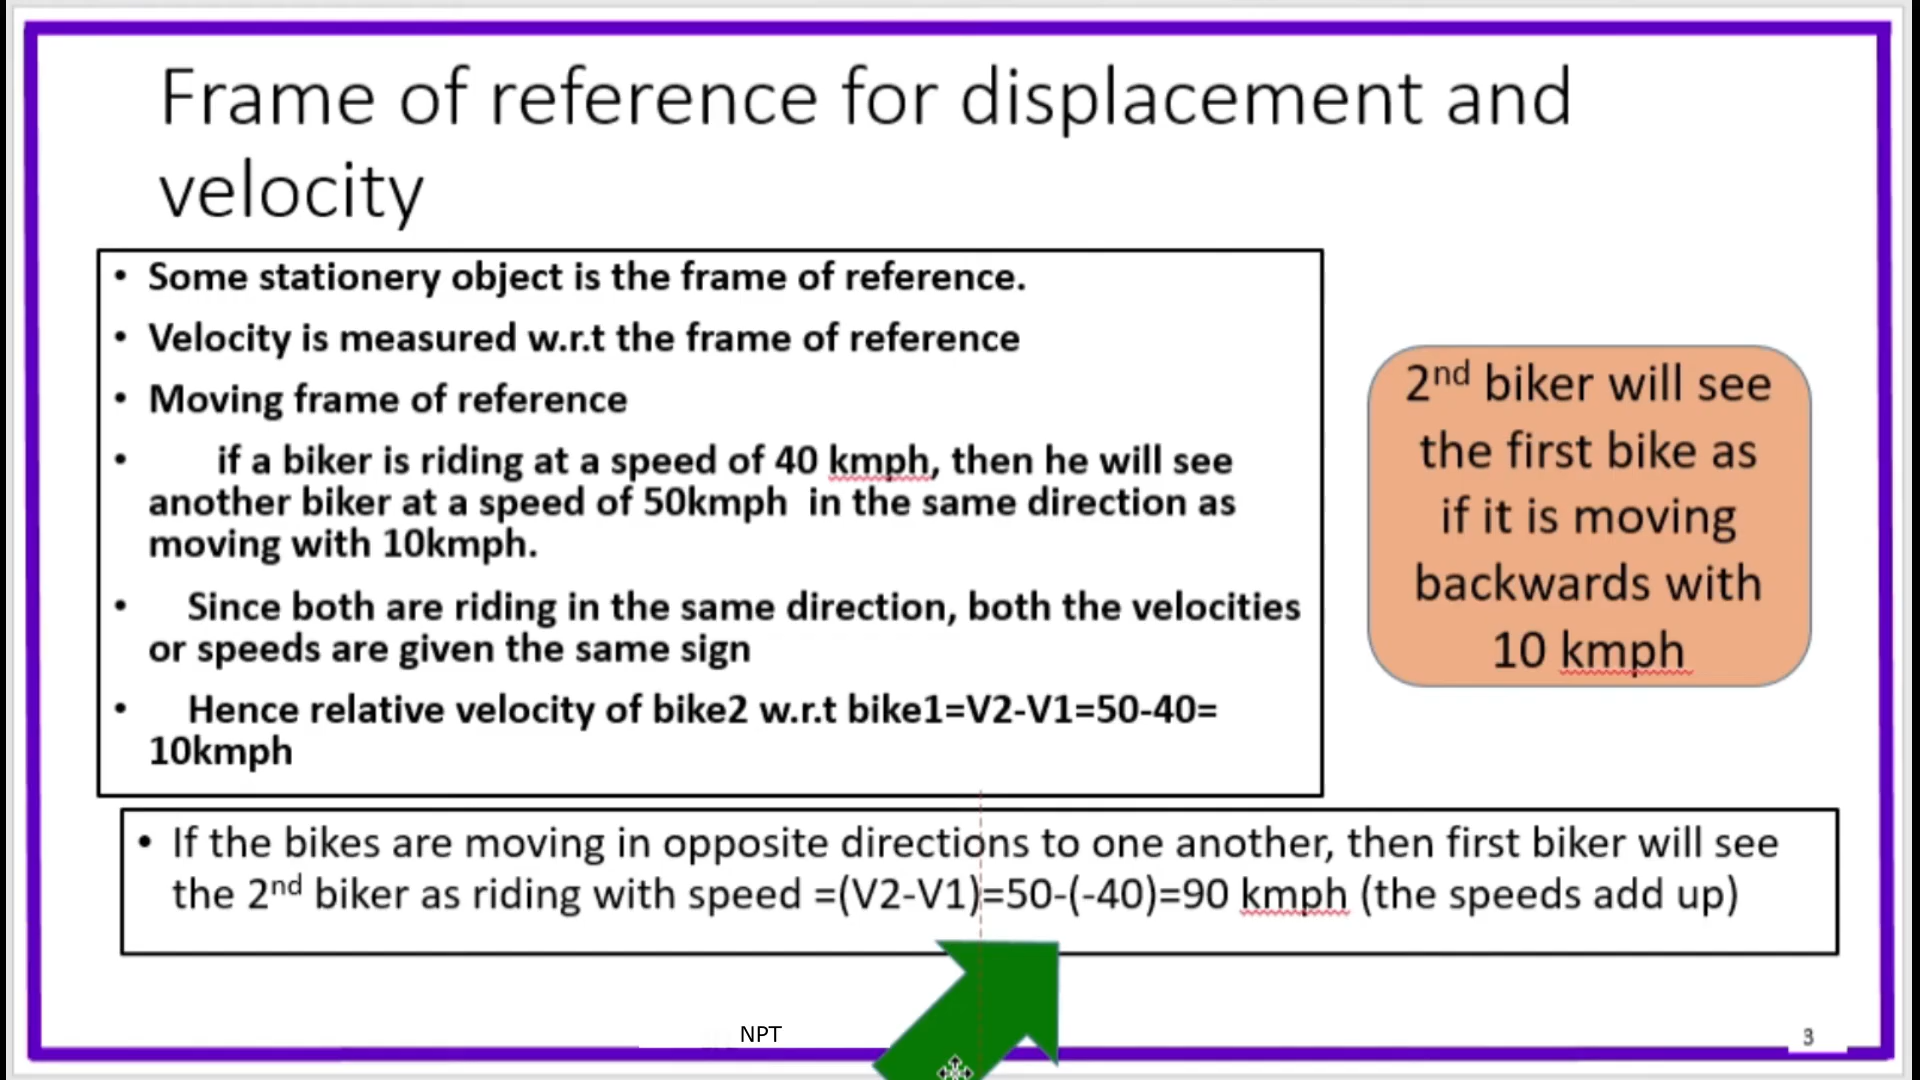 Frame of reference for displacement and
velocity
• Some stationery object is the frame of reference.
• Velocity is measured w.r.t the frame of reference
• Moving frame of reference
• if a biker is riding at a speed of 40 kmph, then he will see
another biker at a speed of 50kmph in the same direction as
moving with 10kmph.
• Since both are riding in the same direction, both the velocities
or speeds are given the same sign
• Hence relative velocity of bike2 w.r.t bike1=V2-V1=50-40=
10kmph
2nd biker will see
the first bike as
if it is moving
backwards with
10 kmph
• If the bikes are moving in opposite directions to one another, then first biker will see
the 2nd biker as riding with speed =(V2-V1)=50-(-40)=90 kmph (the speeds add up)
NPT
3